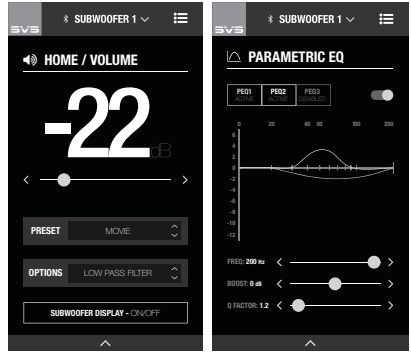 SVS
SUBWOOFER 1
HOME / VOLUME
-22
dB
PRESET
MOVIE
OPTIONS
LOW PASS FILTER
SUBWOOFER DISPLAY - ON/OFF
SVS
SUBWOOFER 1
PARAMETRIC EQ
PEQ1 PEQ2 PEQ3
ACTIVE ACTIVE DISABLED
0 20 40 50 100 200
6
4
2
0
-2
-4
-6
-8
-10
-12
FREQ: 200 Hz
BOOST: 0 dB
Q FACTOR: 1.2